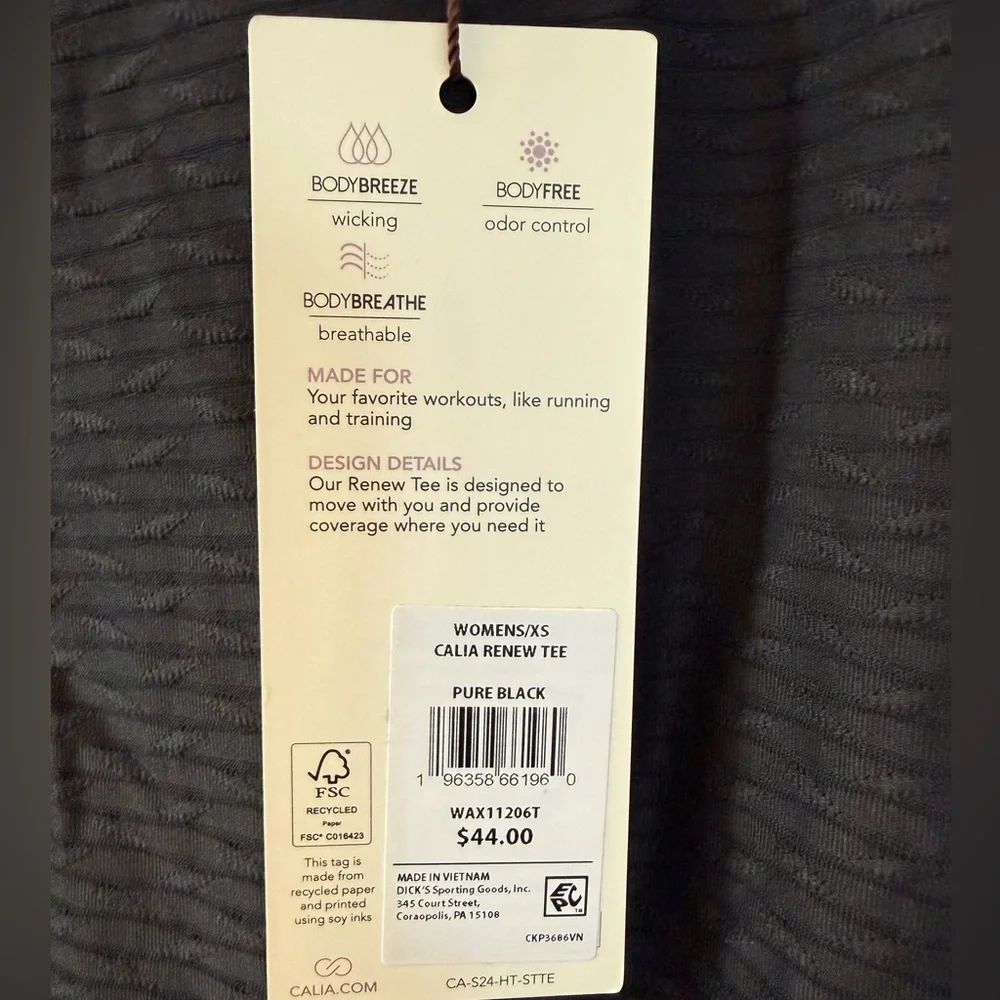 BODYBREEZE
wicking
BODYFREE
odor control
BODYBREATHE
breathable
MADE FOR
Your favorite workouts, like running
and training
DESIGN DETAILS
Our Renew Tee is designed to
move with you and provide
coverage where you need it
WOMENS/XS
CALIA RENEW TEE
PURE BLACK
1 96358 66196 0
WAX11206T
$44.00
MADE IN VIETNAM
DICK'S Sporting Goods, Inc.
345 Court Street,
Coraopolis, PA 15108
EPC™
CKP3686VN
FSC®
RECYCLED
Paper
FSC® C016423
This tag is
made from
recycled paper
and printed
using soy inks
CALIA.COM
CA-S24-HT-STTE